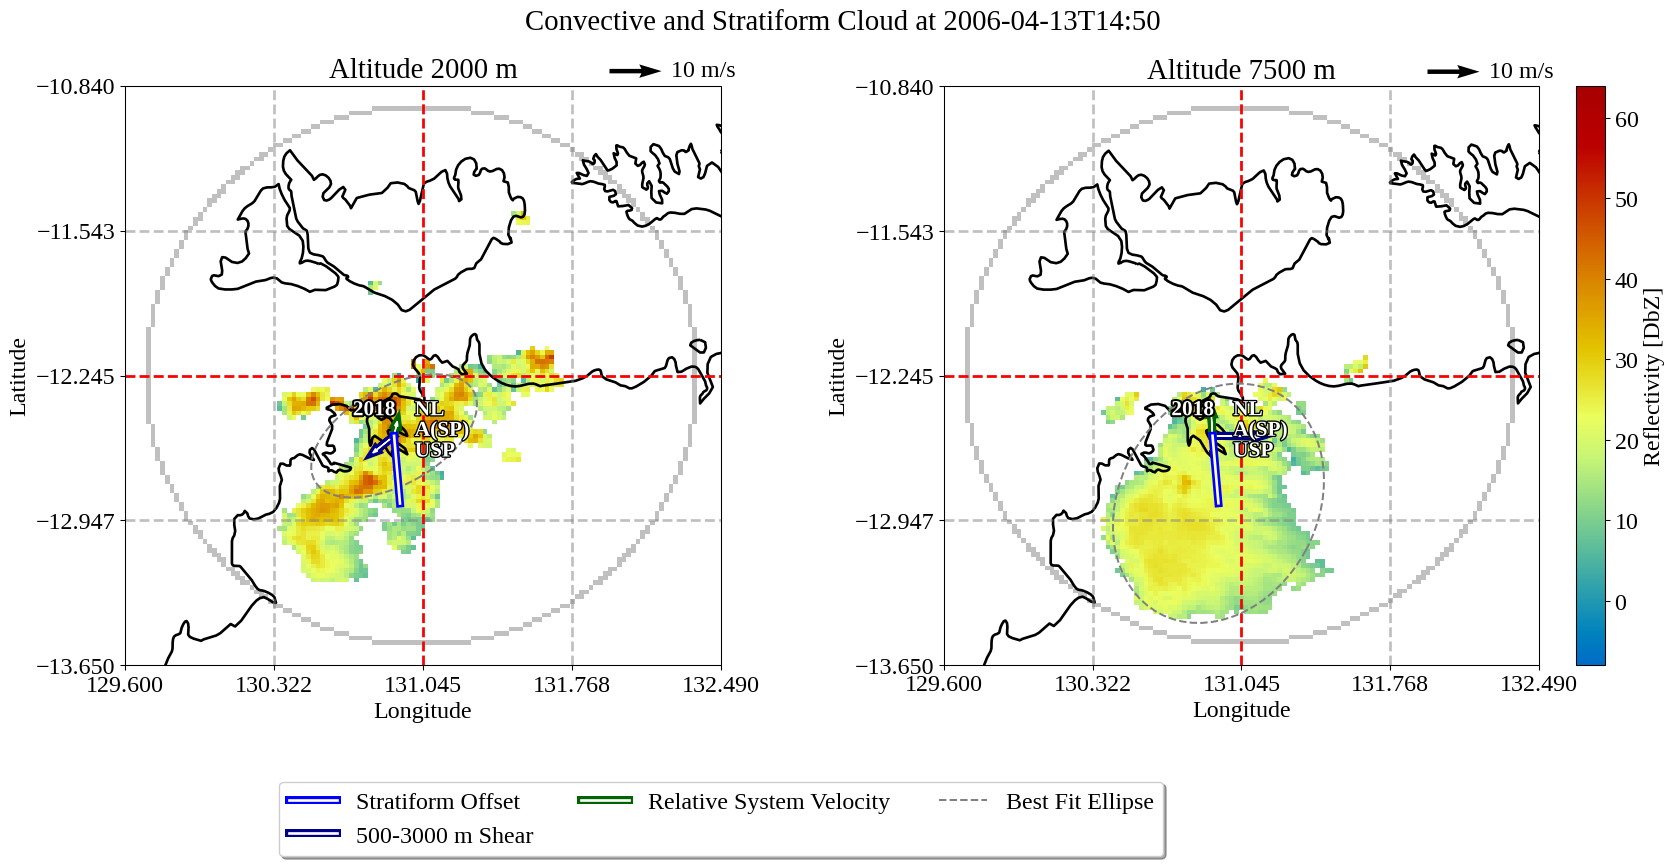 Convective and Stratiform Cloud at 2006-04-13T14:50
Altitude 2000 m
10 m/s
Altitude 7500 m
10 m/s
−10.840
−11.543
−12.245
−12.947
−13.650
Latitude
129.600
130.322
131.045
131.768
132.490
Longitude
2018
NL
A(SP)
USP
−10.840
−11.543
−12.245
−12.947
−13.650
Latitude
129.600
130.322
131.045
131.768
132.490
Longitude
2018
NL
A(SP)
USP
60
50
40
30
20
10
0
Reflectivity [DbZ]
Stratiform Offset
Relative System Velocity
Best Fit Ellipse
500-3000 m Shear